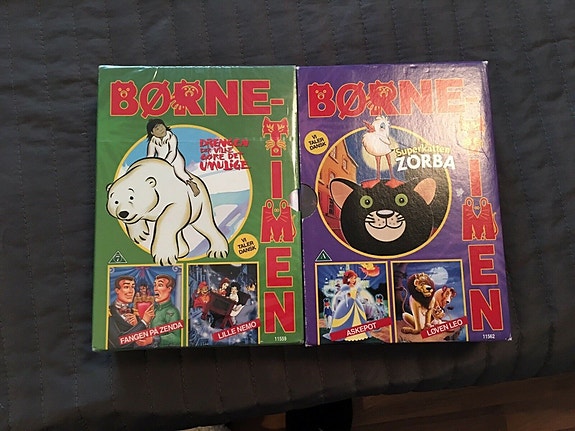 BØRNE-
TIMEN
DRENGEN
DER VILLE
GØRE DET
UMULIGE
VI
TALER
DANSK
7
FANGEN PÅ ZENDA
LILLE NEMO
11559
BØRNE-
TIMEN
VI
TALER
DANSK
Superkatten
ZORBA
A
ASKEPOT
LØVEN LEO
11562